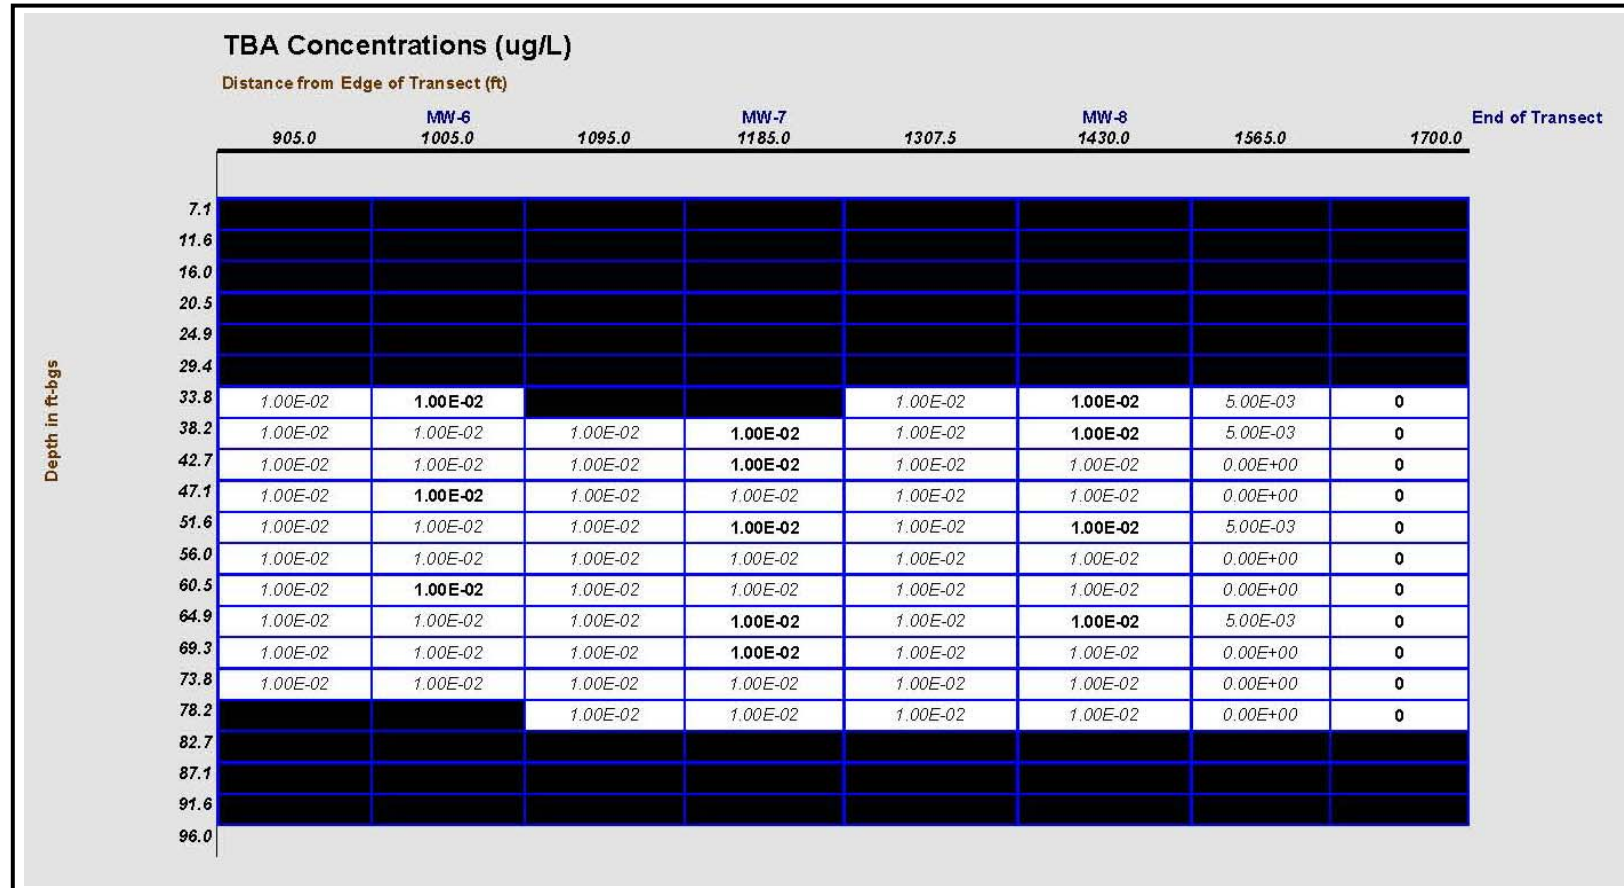 TBA Concentrations (ug/L)
Distance from Edge of Transect (ft)
MW-6 MW-7 MW-8 End of Transect
905.0 1005.0 1095.0 1185.0 1307.5 1430.0 1565.0 1700.0
Depth in ft-bgs
7.1
11.6
16.0
20.5
24.9
29.4
33.8 1.00E-02 1.00E-02 1.00E-02 1.00E-02 5.00E-03 0
38.2 1.00E-02 1.00E-02 1.00E-02 1.00E-02 1.00E-02 1.00E-02 5.00E-03 0
42.7 1.00E-02 1.00E-02 1.00E-02 1.00E-02 1.00E-02 1.00E-02 0.00E+00 0
47.1 1.00E-02 1.00E-02 1.00E-02 1.00E-02 1.00E-02 1.00E-02 0.00E+00 0
51.6 1.00E-02 1.00E-02 1.00E-02 1.00E-02 1.00E-02 1.00E-02 5.00E-03 0
56.0 1.00E-02 1.00E-02 1.00E-02 1.00E-02 1.00E-02 1.00E-02 0.00E+00 0
60.5 1.00E-02 1.00E-02 1.00E-02 1.00E-02 1.00E-02 1.00E-02 0.00E+00 0
64.9 1.00E-02 1.00E-02 1.00E-02 1.00E-02 1.00E-02 1.00E-02 5.00E-03 0
69.3 1.00E-02 1.00E-02 1.00E-02 1.00E-02 1.00E-02 1.00E-02 0.00E+00 0
73.8 1.00E-02 1.00E-02 1.00E-02 1.00E-02 1.00E-02 1.00E-02 0.00E+00 0
78.2 1.00E-02 1.00E-02 1.00E-02 1.00E-02 0.00E+00 0
82.7
87.1
91.6
96.0